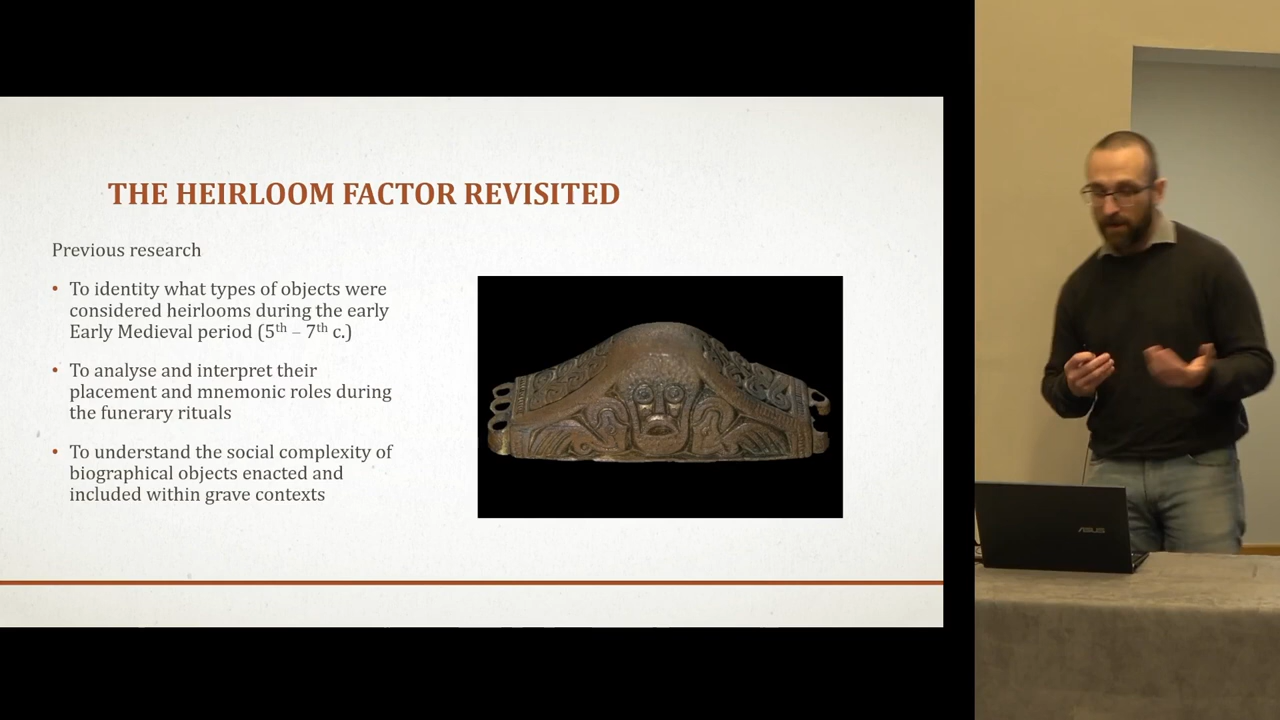 THE HEIRLOOM FACTOR REVISITED
Previous research
• To identity what types of objects were
considered heirlooms during the early
Early Medieval period (5th – 7th c.)
• To analyse and interpret their
placement and mnemonic roles during
the funerary rituals
• To understand the social complexity of
biographical objects enacted and
included within grave contexts
ASUS